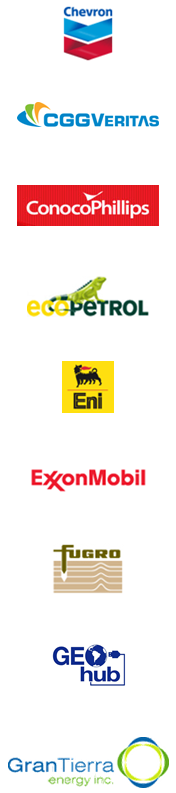 Chevron
CGGVERITAS
ConocoPhillips
ecoPETROL
Eni
ExxonMobil
fUGRO
GEO
hub
GranTierra
energy inc.